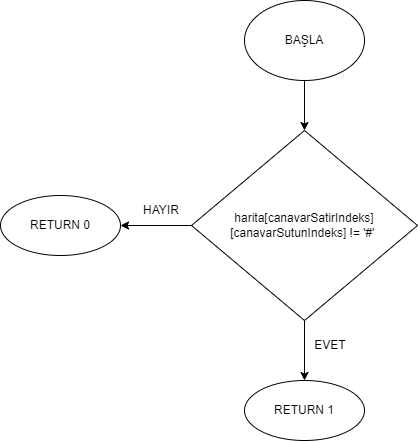 BAŞLA
harita[canavarSatirIndeks]
[canavarSutunIndeks] != '#'
HAYIR
RETURN 0
EVET
RETURN 1